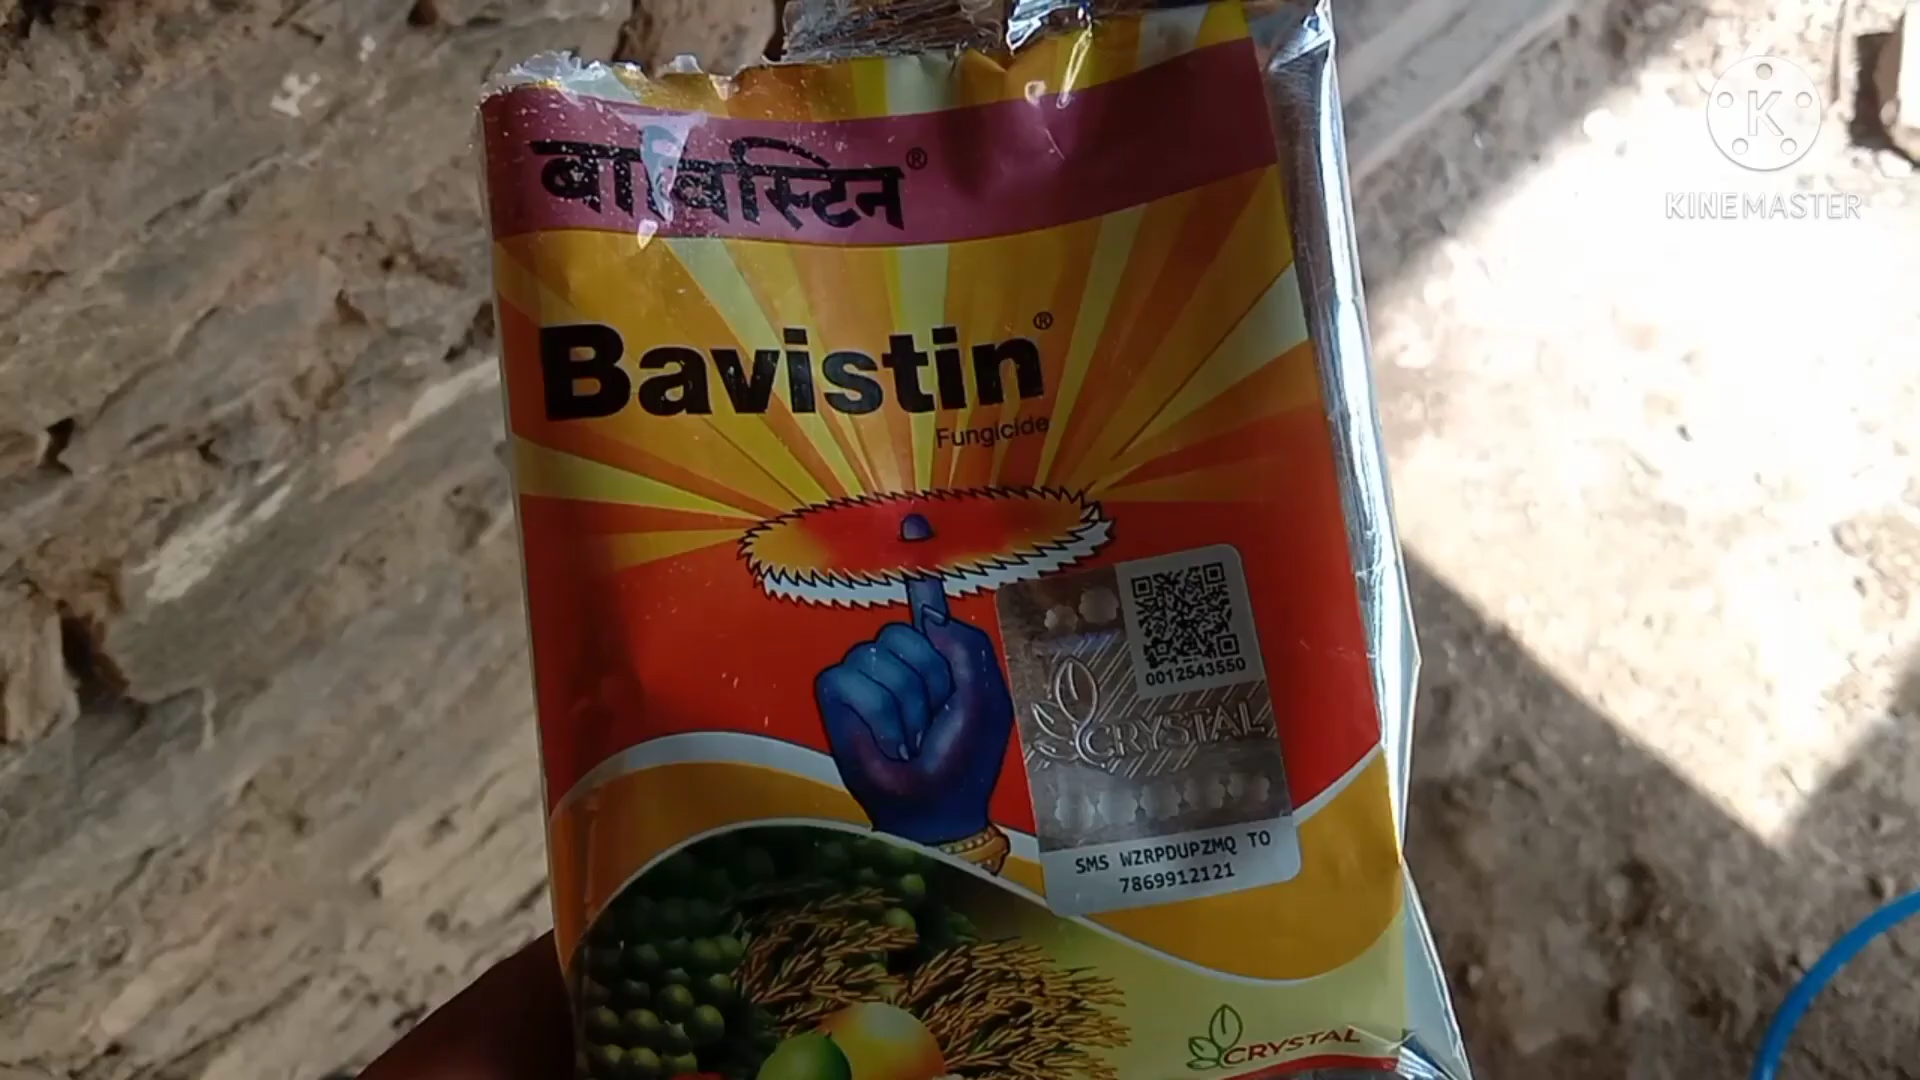 बाविस्टिन®
Bavistin®
Fungicide
K
KINEMASTER
0012543550
CRYSTAL
SMS WZRPDUPZMQ TO
7869912121
CRYSTAL